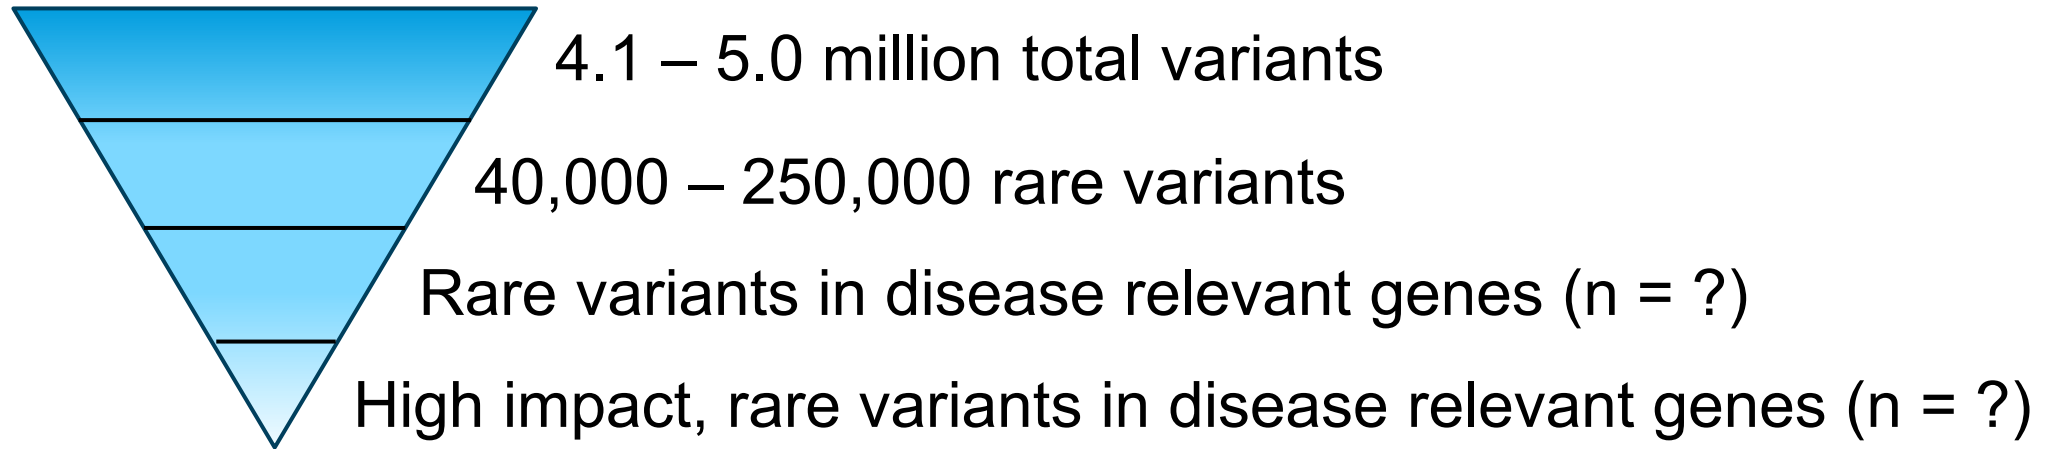 4.1 – 5.0 million total variants
40,000 – 250,000 rare variants
Rare variants in disease relevant genes (n = ?)
High impact, rare variants in disease relevant genes (n = ?)